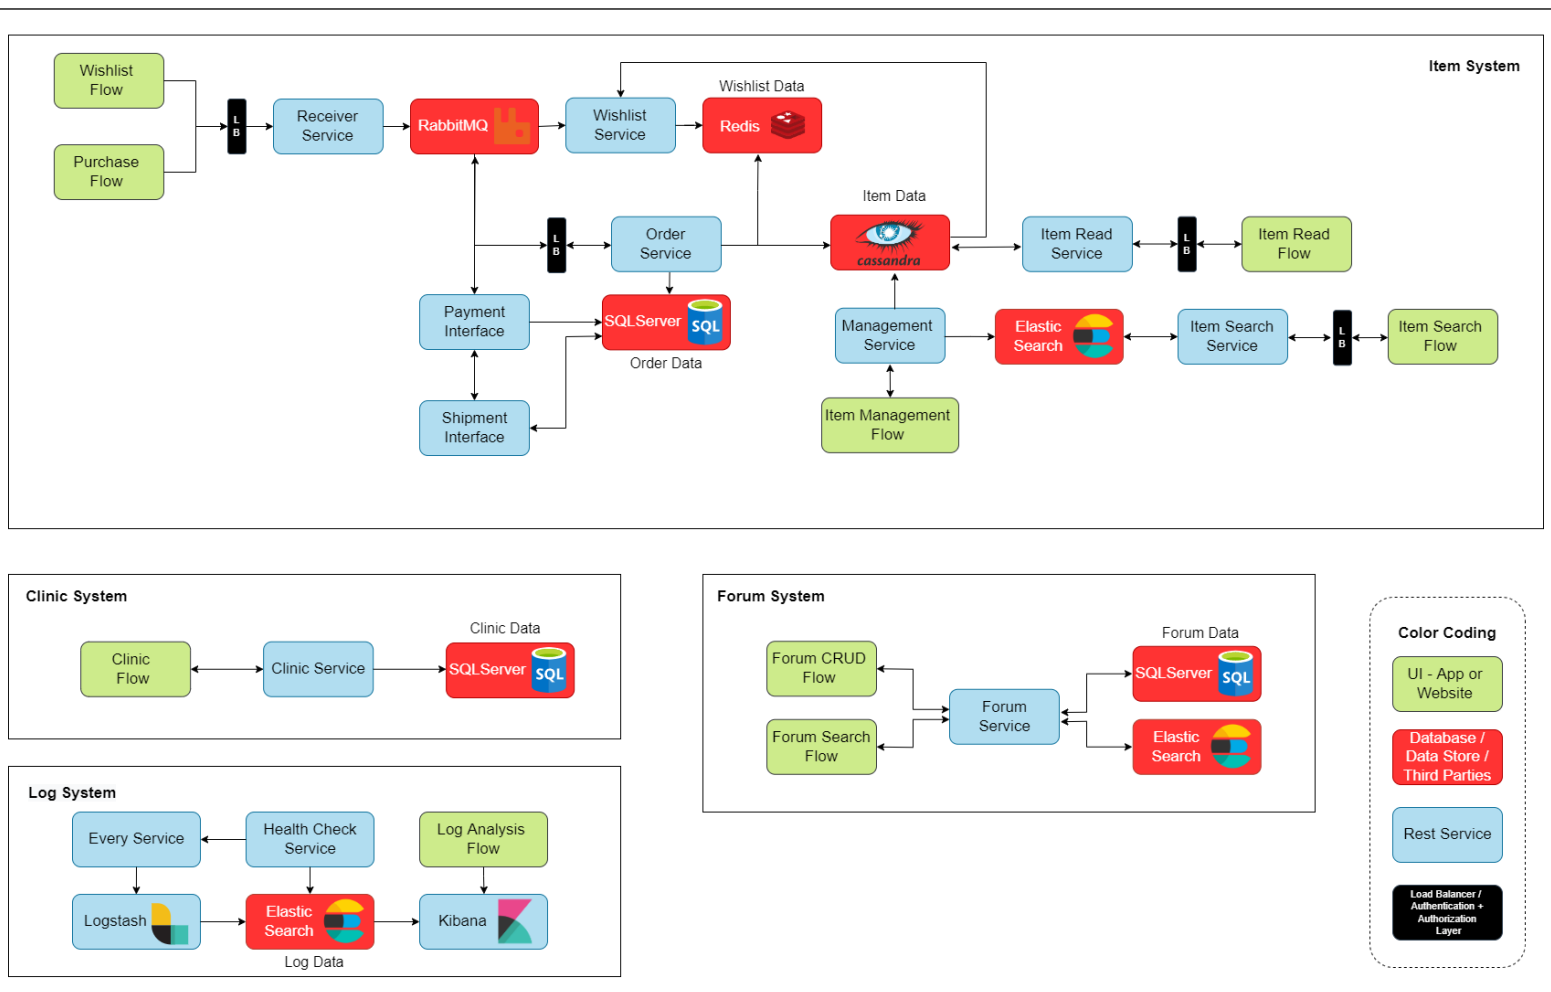 Item System
Wishlist
Flow
Purchase
Flow
L
B
Receiver
Service
RabbitMQ
Wishlist
Service
Wishlist Data
Redis
L
B
Order
Service
Item Data
cassandra
Item Read
Service
L
B
Item Read
Flow
Payment
Interface
SQLServer
SQL
Order Data
Shipment
Interface
Management
Service
Elastic
Search
Item Search
Service
L
B
Item Search
Flow
Item Management
Flow
Clinic System
Clinic
Flow
Clinic Service
Clinic Data
SQLServer
SQL
Forum System
Forum CRUD
Flow
Forum Search
Flow
Forum
Service
Forum Data
SQLServer
SQL
Elastic
Search
Log System
Every Service
Health Check
Service
Log Analysis
Flow
Logstash
Elastic
Search
Log Data
Kibana
Color Coding
UI - App or
Website
Database /
Data Store /
Third Parties
Rest Service
Load Balancer /
Authentication +
Authorization
Layer